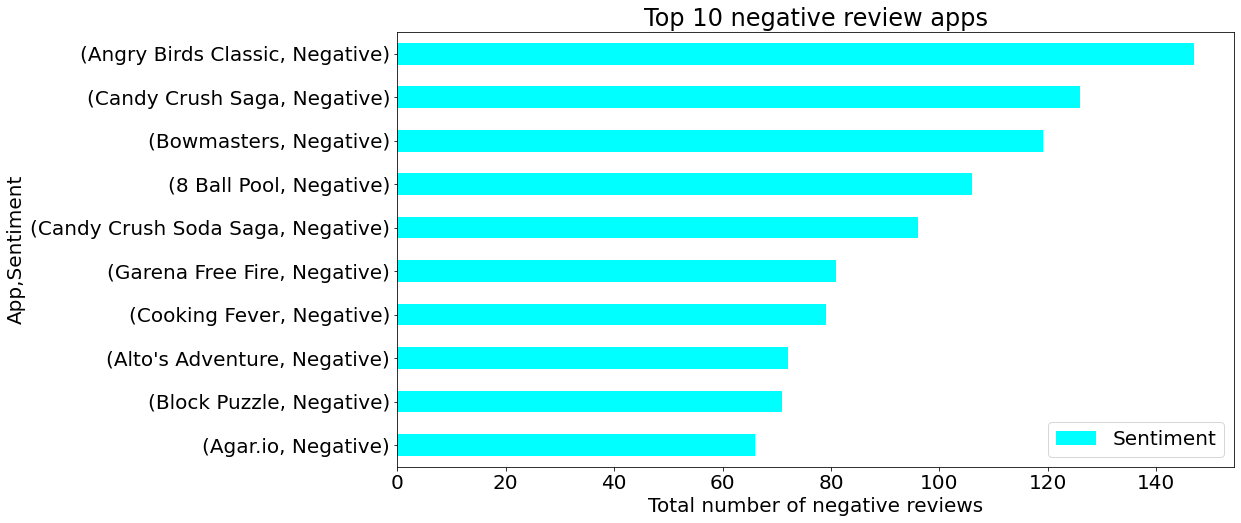 Top 10 negative review apps
App,Sentiment
(Angry Birds Classic, Negative)
(Candy Crush Saga, Negative)
(Bowmasters, Negative)
(8 Ball Pool, Negative)
(Candy Crush Soda Saga, Negative)
(Garena Free Fire, Negative)
(Cooking Fever, Negative)
(Alto's Adventure, Negative)
(Block Puzzle, Negative)
(Agar.io, Negative)
Sentiment
0 20 40 60 80 100 120 140
Total number of negative reviews